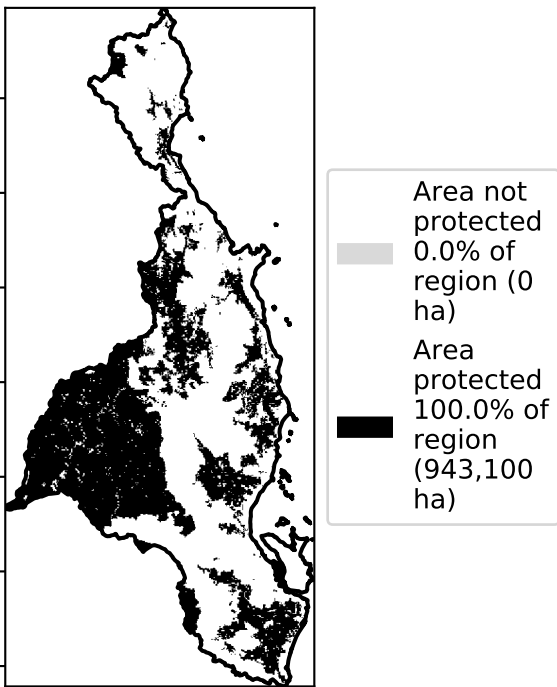 Area not
protected
0.0% of
region (0
ha)
Area
protected
100.0% of
region
(943,100
ha)